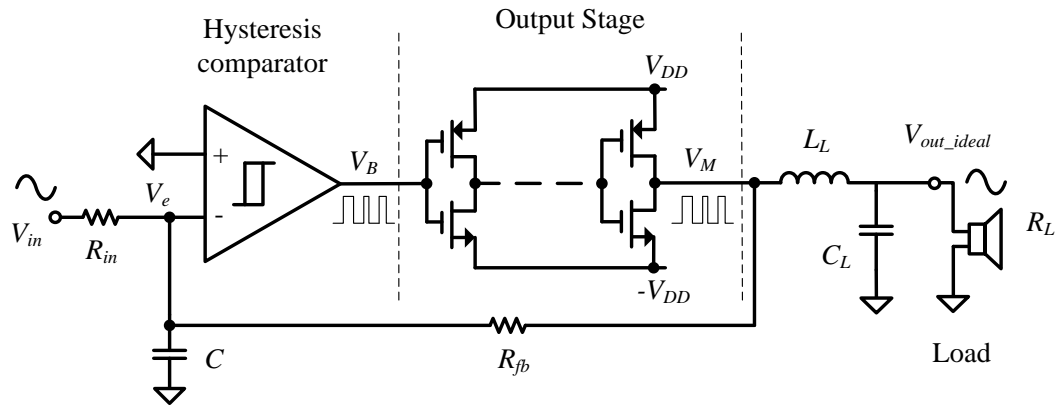 Hysteresis
comparator
Output Stage
V_DD
V_B
V_M
L_L
V_out_ideal
+
-
V_e
V_in
R_in
C_L
R_L
-V_DD
C
R_fb
Load